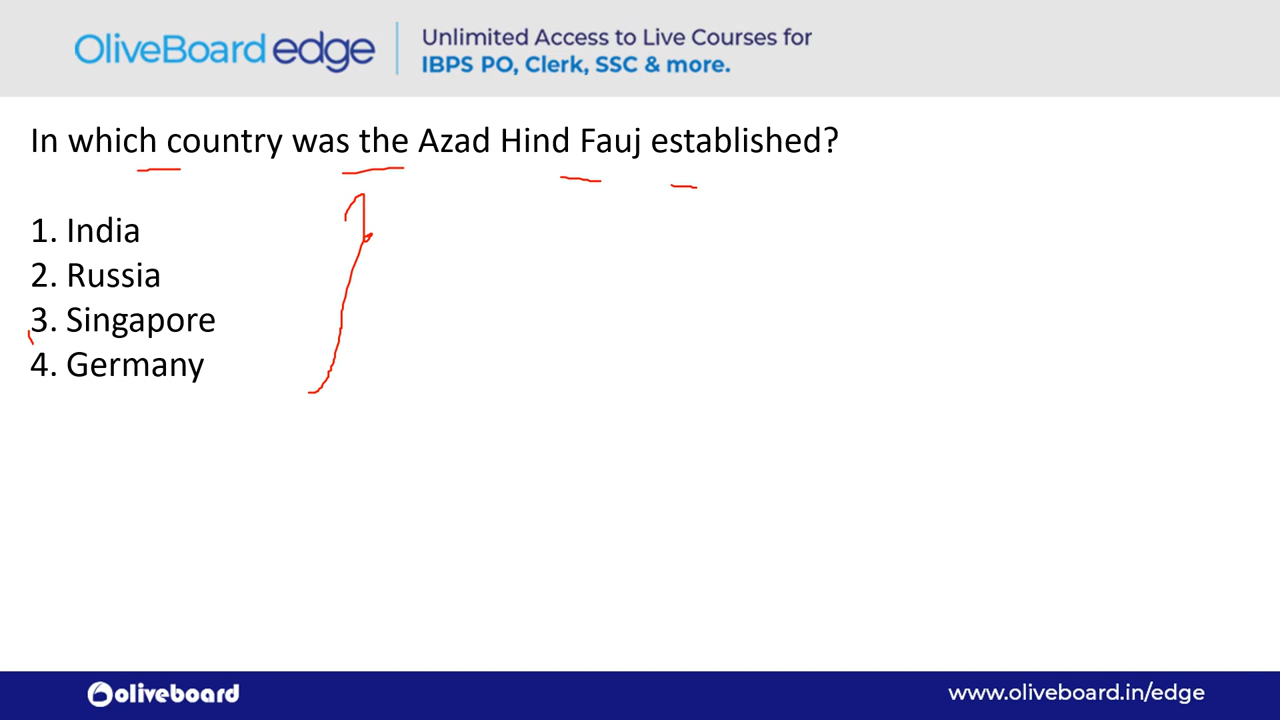 OliveBoard edge
Unlimited Access to Live Courses for
IBPS PO, Clerk, SSC & more.
In which country was the Azad Hind Fauj established?
1. India
2. Russia
3. Singapore
4. Germany
oliveboard
www.oliveboard.in/edge